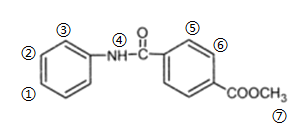 ③ ④ O ⑤
② NH C ⑥
① COOCH₃
⑦